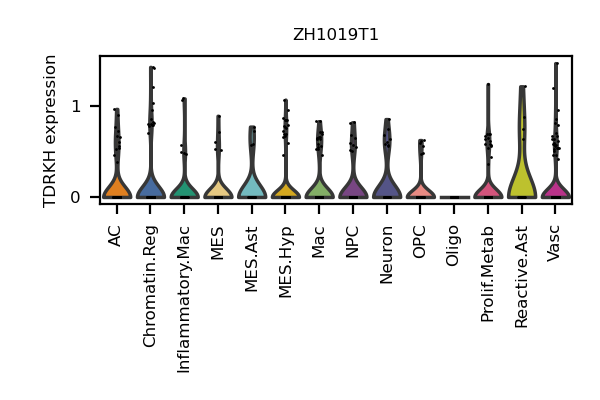 ZH1019T1
TDRKH expression
1
0
AC
Chromatin.Reg
Inflammatory.Mac
MES
MES.Ast
MES.Hyp
Mac
NPC
Neuron
OPC
Oligo
Prolif.Metab
Reactive.Ast
Vasc